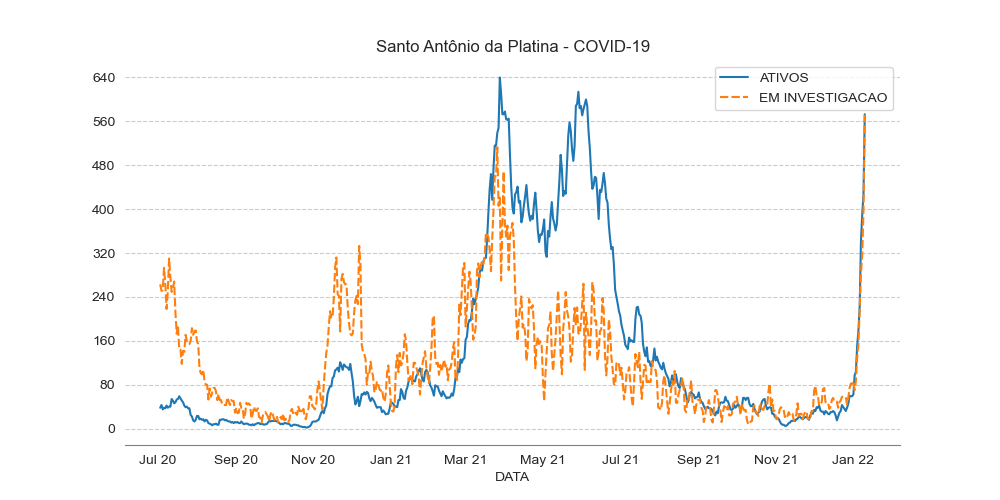 Santo Antônio da Platina - COVID-19
ATIVOS
EM INVESTIGACAO
640
560
480
400
320
240
160
80
0
Jul 20 Sep 20 Nov 20 Jan 21 Mar 21 May 21 Jul 21 Sep 21 Nov 21 Jan 22
DATA